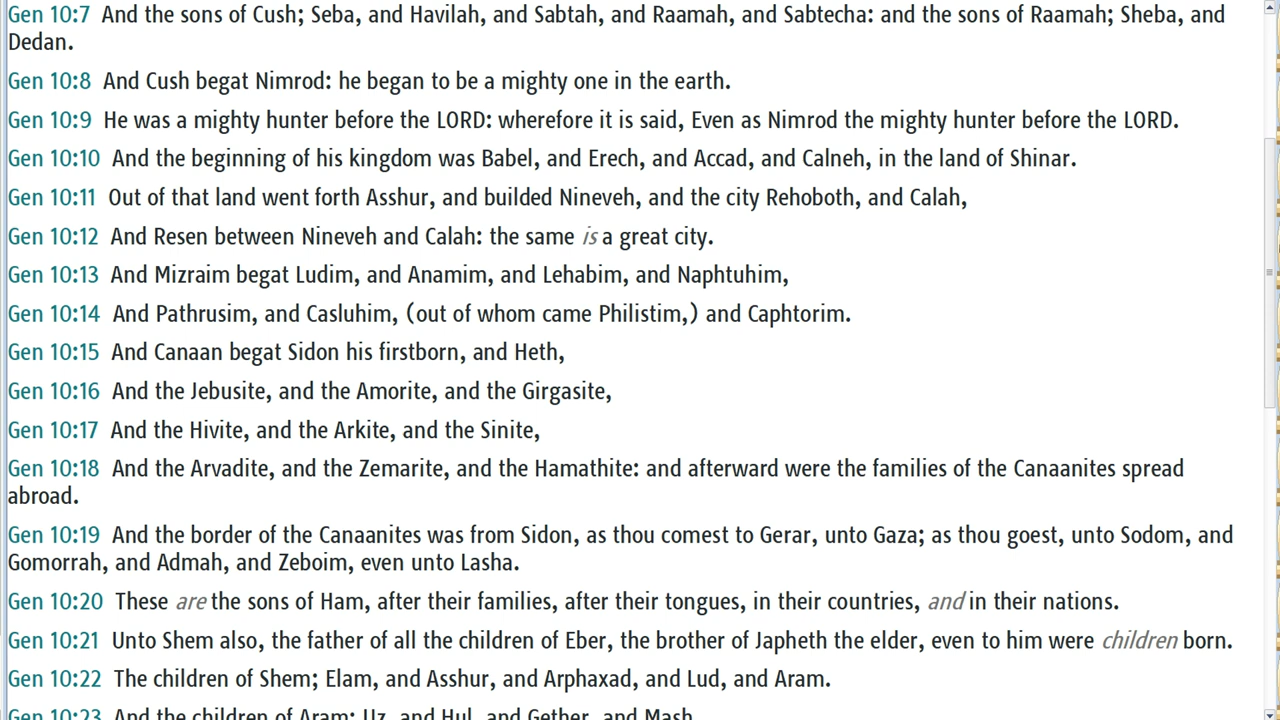 Gen 10:7 And the sons of Cush; Seba, and Havilah, and Sabtah, and Raamah, and Sabtecha: and the sons of Raamah; Sheba, and
Dedan.
Gen 10:8 And Cush begat Nimrod: he began to be a mighty one in the earth.
Gen 10:9 He was a mighty hunter before the LORD: wherefore it is said, Even as Nimrod the mighty hunter before the LORD.
Gen 10:10 And the beginning of his kingdom was Babel, and Erech, and Accad, and Calneh, in the land of Shinar.
Gen 10:11 Out of that land went forth Asshur, and builded Nineveh, and the city Rehoboth, and Calah,
Gen 10:12 And Resen between Nineveh and Calah: the same is a great city.
Gen 10:13 And Mizraim begat Ludim, and Anamim, and Lehabim, and Naphtuhim,
Gen 10:14 And Pathrusim, and Casluhim, (out of whom came Philistim,) and Caphtorim.
Gen 10:15 And Canaan begat Sidon his firstborn, and Heth,
Gen 10:16 And the Jebusite, and the Amorite, and the Girgasite,
Gen 10:17 And the Hivite, and the Arkite, and the Sinite,
Gen 10:18 And the Arvadite, and the Zemarite, and the Hamathite: and afterward were the families of the Canaanites spread
abroad.
Gen 10:19 And the border of the Canaanites was from Sidon, as thou comest to Gerar, unto Gaza; as thou goest, unto Sodom, and
Gomorrah, and Admah, and Zeboim, even unto Lasha.
Gen 10:20 These are the sons of Ham, after their families, after their tongues, in their countries, and in their nations.
Gen 10:21 Unto Shem also, the father of all the children of Eber, the brother of Japheth the elder, even to him were children born.
Gen 10:22 The children of Shem; Elam, and Asshur, and Arphaxad, and Lud, and Aram.
Gen 10:23 And the children of Aram; Uz, and Hul, and Gether, and Mash.